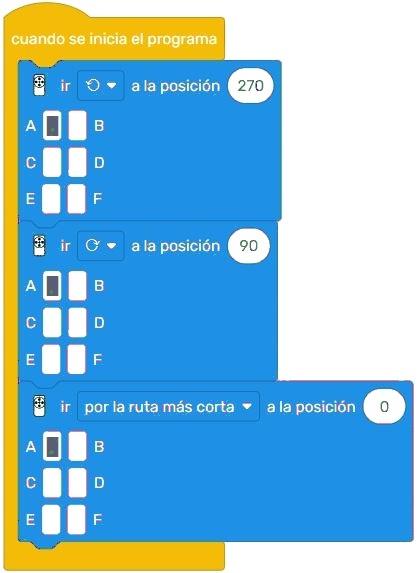 cuando se inicia el programa
ir a la posición 270
A B
C D
E F
ir a la posición 90
A B
C D
E F
ir por la ruta más corta a la posición 0
A B
C D
E F